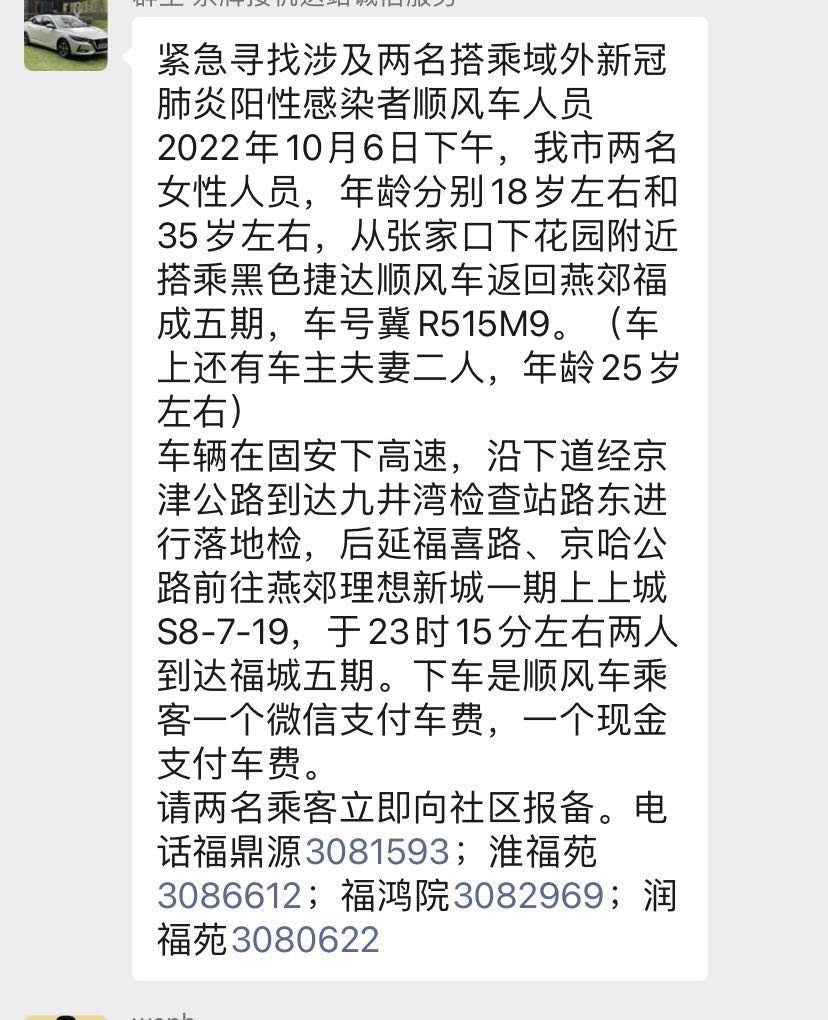 紧急寻找涉及两名搭乘域外新冠
肺炎阳性感染者顺风车人员
2022年10月6日下午，我市两名
女性人员，年龄分别18岁左右和
35岁左右，从张家口下花园附近
搭乘黑色捷达顺风车返回燕郊福
成五期，车号冀R515M9。（车
上还有车主夫妻二人，年龄25岁
左右）
车辆在固安下高速，沿下道经京
津公路到达九井湾检查站路东进
行落地检，后延福喜路、京哈公
路前往燕郊理想新城一期上上城
S8-7-19，于23时15分左右两人
到达福城五期。下车是顺风车乘
客一个微信支付车费，一个现金
支付车费。
请两名乘客立即向社区报备。电
话福鼎源3081593；淮福苑
3086612；福鸿院3082969；润
福苑3080622